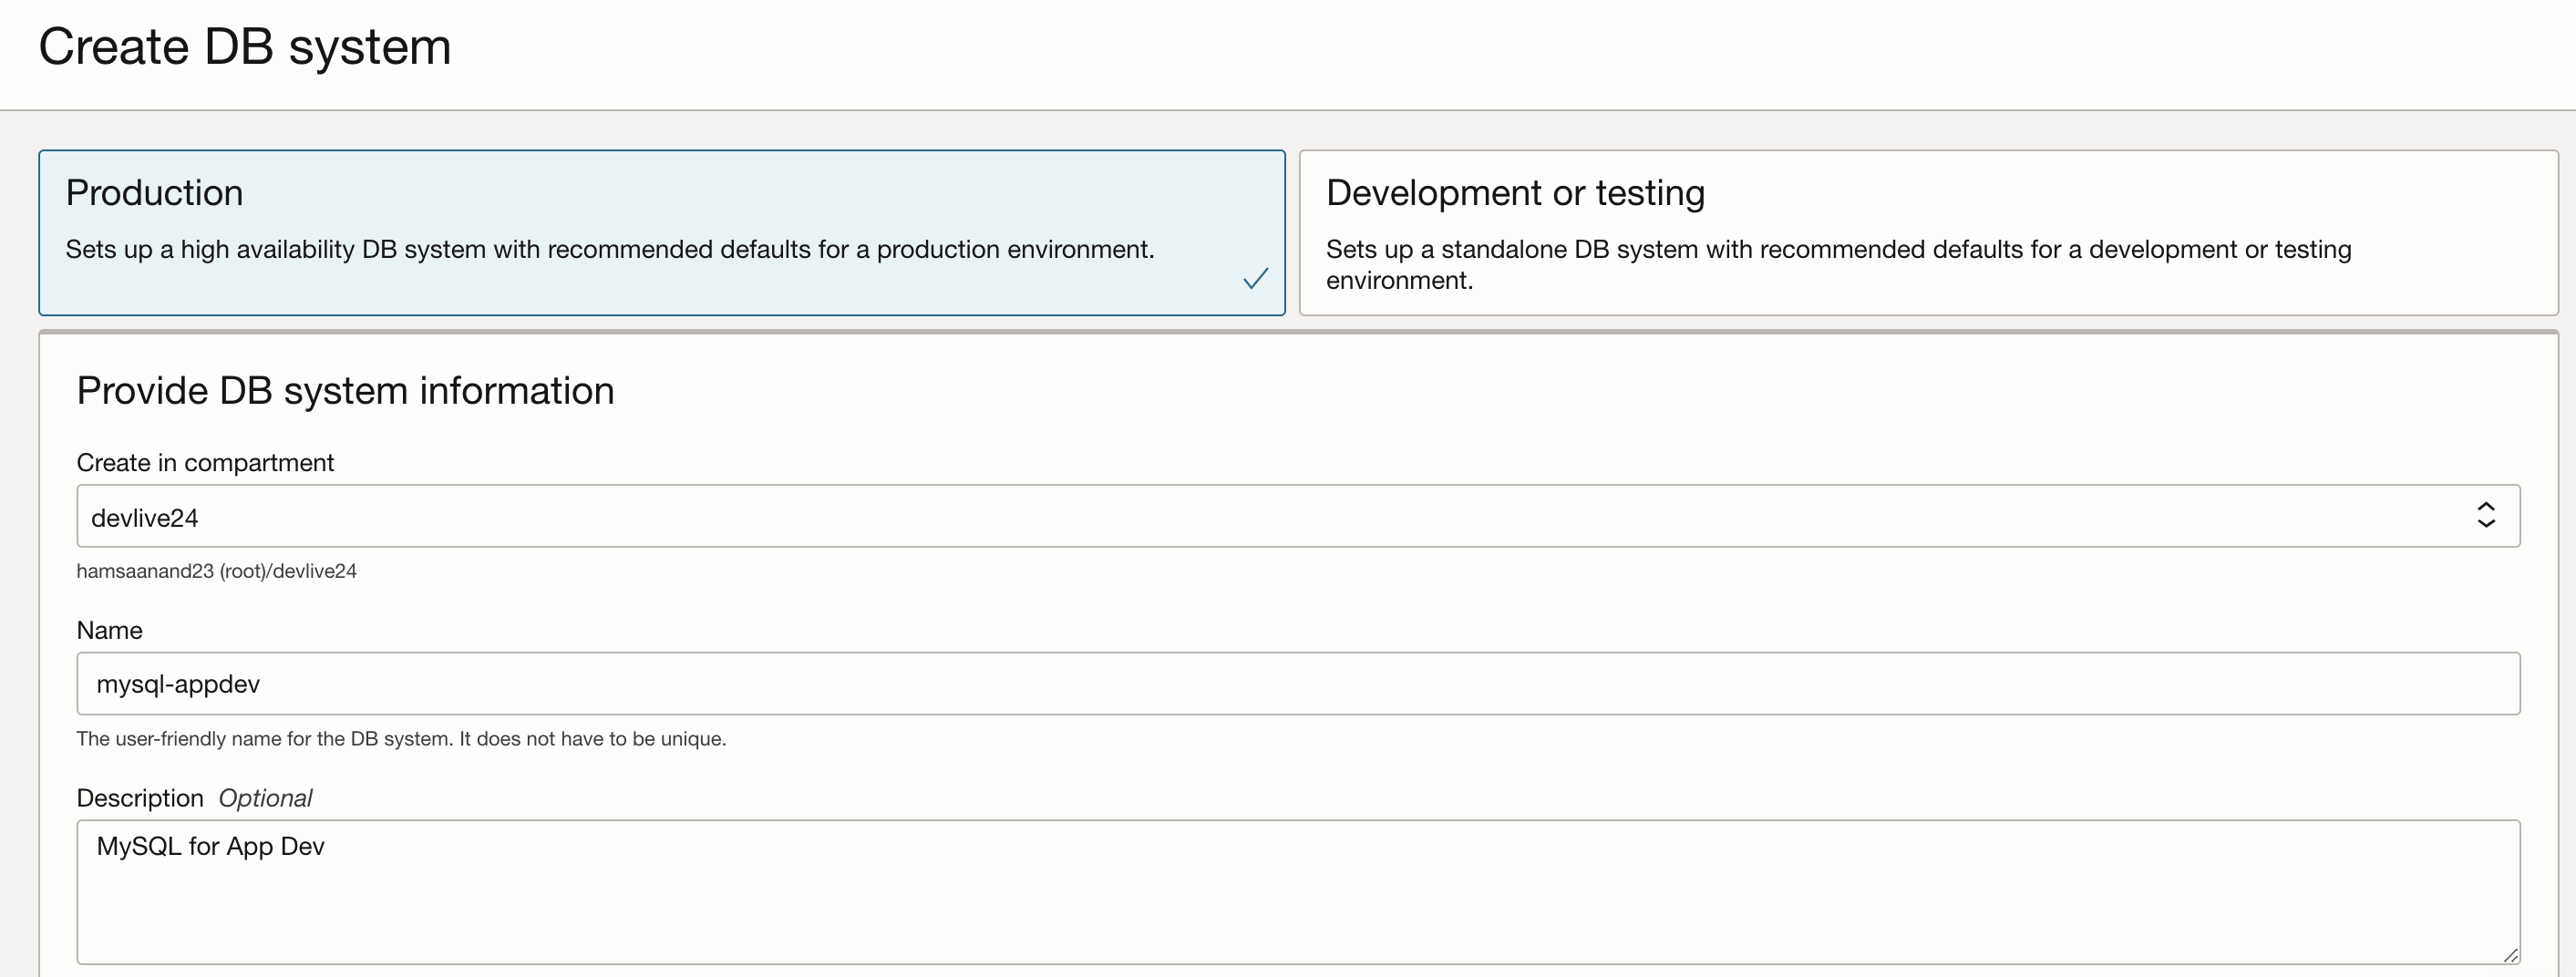 Create DB system
Production
Sets up a high availability DB system with recommended defaults for a production environment.
Development or testing
Sets up a standalone DB system with recommended defaults for a development or testing
environment.
Provide DB system information
Create in compartment
devlive24
hamsaanand23 (root)/devlive24
Name
mysql-appdev
The user-friendly name for the DB system. It does not have to be unique.
Description Optional
MySQL for App Dev